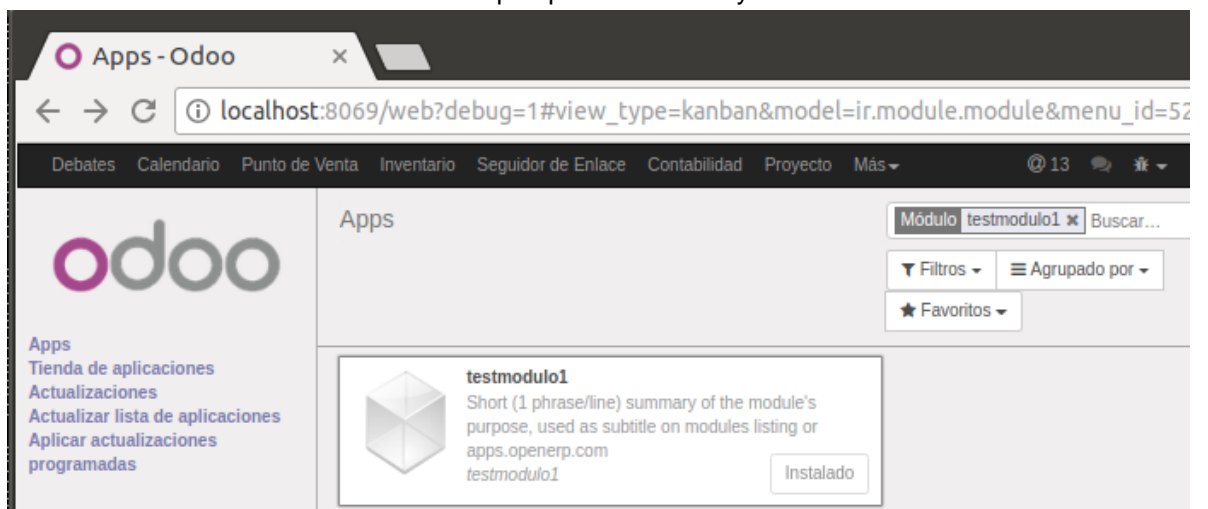 Apps - Odoo
localhost:8069/web?debug=1#view_type=kanban&model=ir.module.module&menu_id=52
Debates Calendario Punto de Venta Inventario Seguidor de Enlace Contabilidad Proyecto Más @ 13
odoo
Apps
Tienda de aplicaciones
Actualizaciones
Actualizar lista de aplicaciones
Aplicar actualizaciones
programadas
Apps
Módulo testmodulo1 Buscar...
Filtros Agrupado por
Favoritos
testmodulo1
Short (1 phrase/line) summary of the module's
purpose, used as subtitle on modules listing or
apps.openerp.com
testmodulo1
Instalado